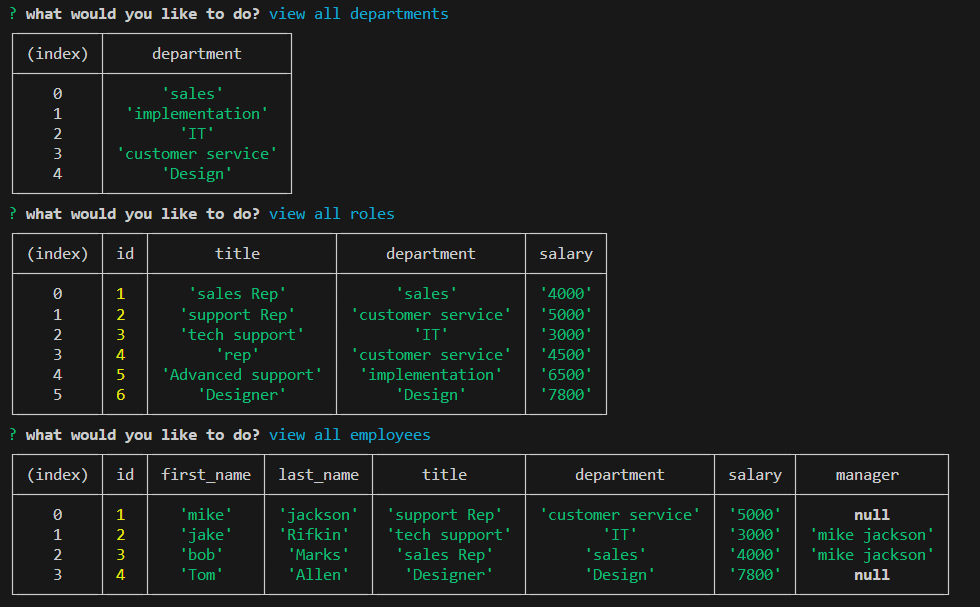 ? what would you like to do? view all departments
(index) department
0 'sales'
1 'implementation'
2 'IT'
3 'customer service'
4 'Design'
? what would you like to do? view all roles
(index) id title department salary
0 1 'sales Rep' 'sales' '4000'
1 2 'support Rep' 'customer service' '5000'
2 3 'tech support' 'IT' '3000'
3 4 'rep' 'customer service' '4500'
4 5 'Advanced support' 'implementation' '6500'
5 6 'Designer' 'Design' '7800'
? what would you like to do? view all employees
(index) id first_name last_name title department salary manager
0 1 'mike' 'jackson' 'support Rep' 'customer service' '5000' null
1 2 'jake' 'Rifkin' 'tech support' 'IT' '3000' 'mike jackson'
2 3 'bob' 'Marks' 'sales Rep' 'sales' '4000' 'mike jackson'
3 4 'Tom' 'Allen' 'Designer' 'Design' '7800' null